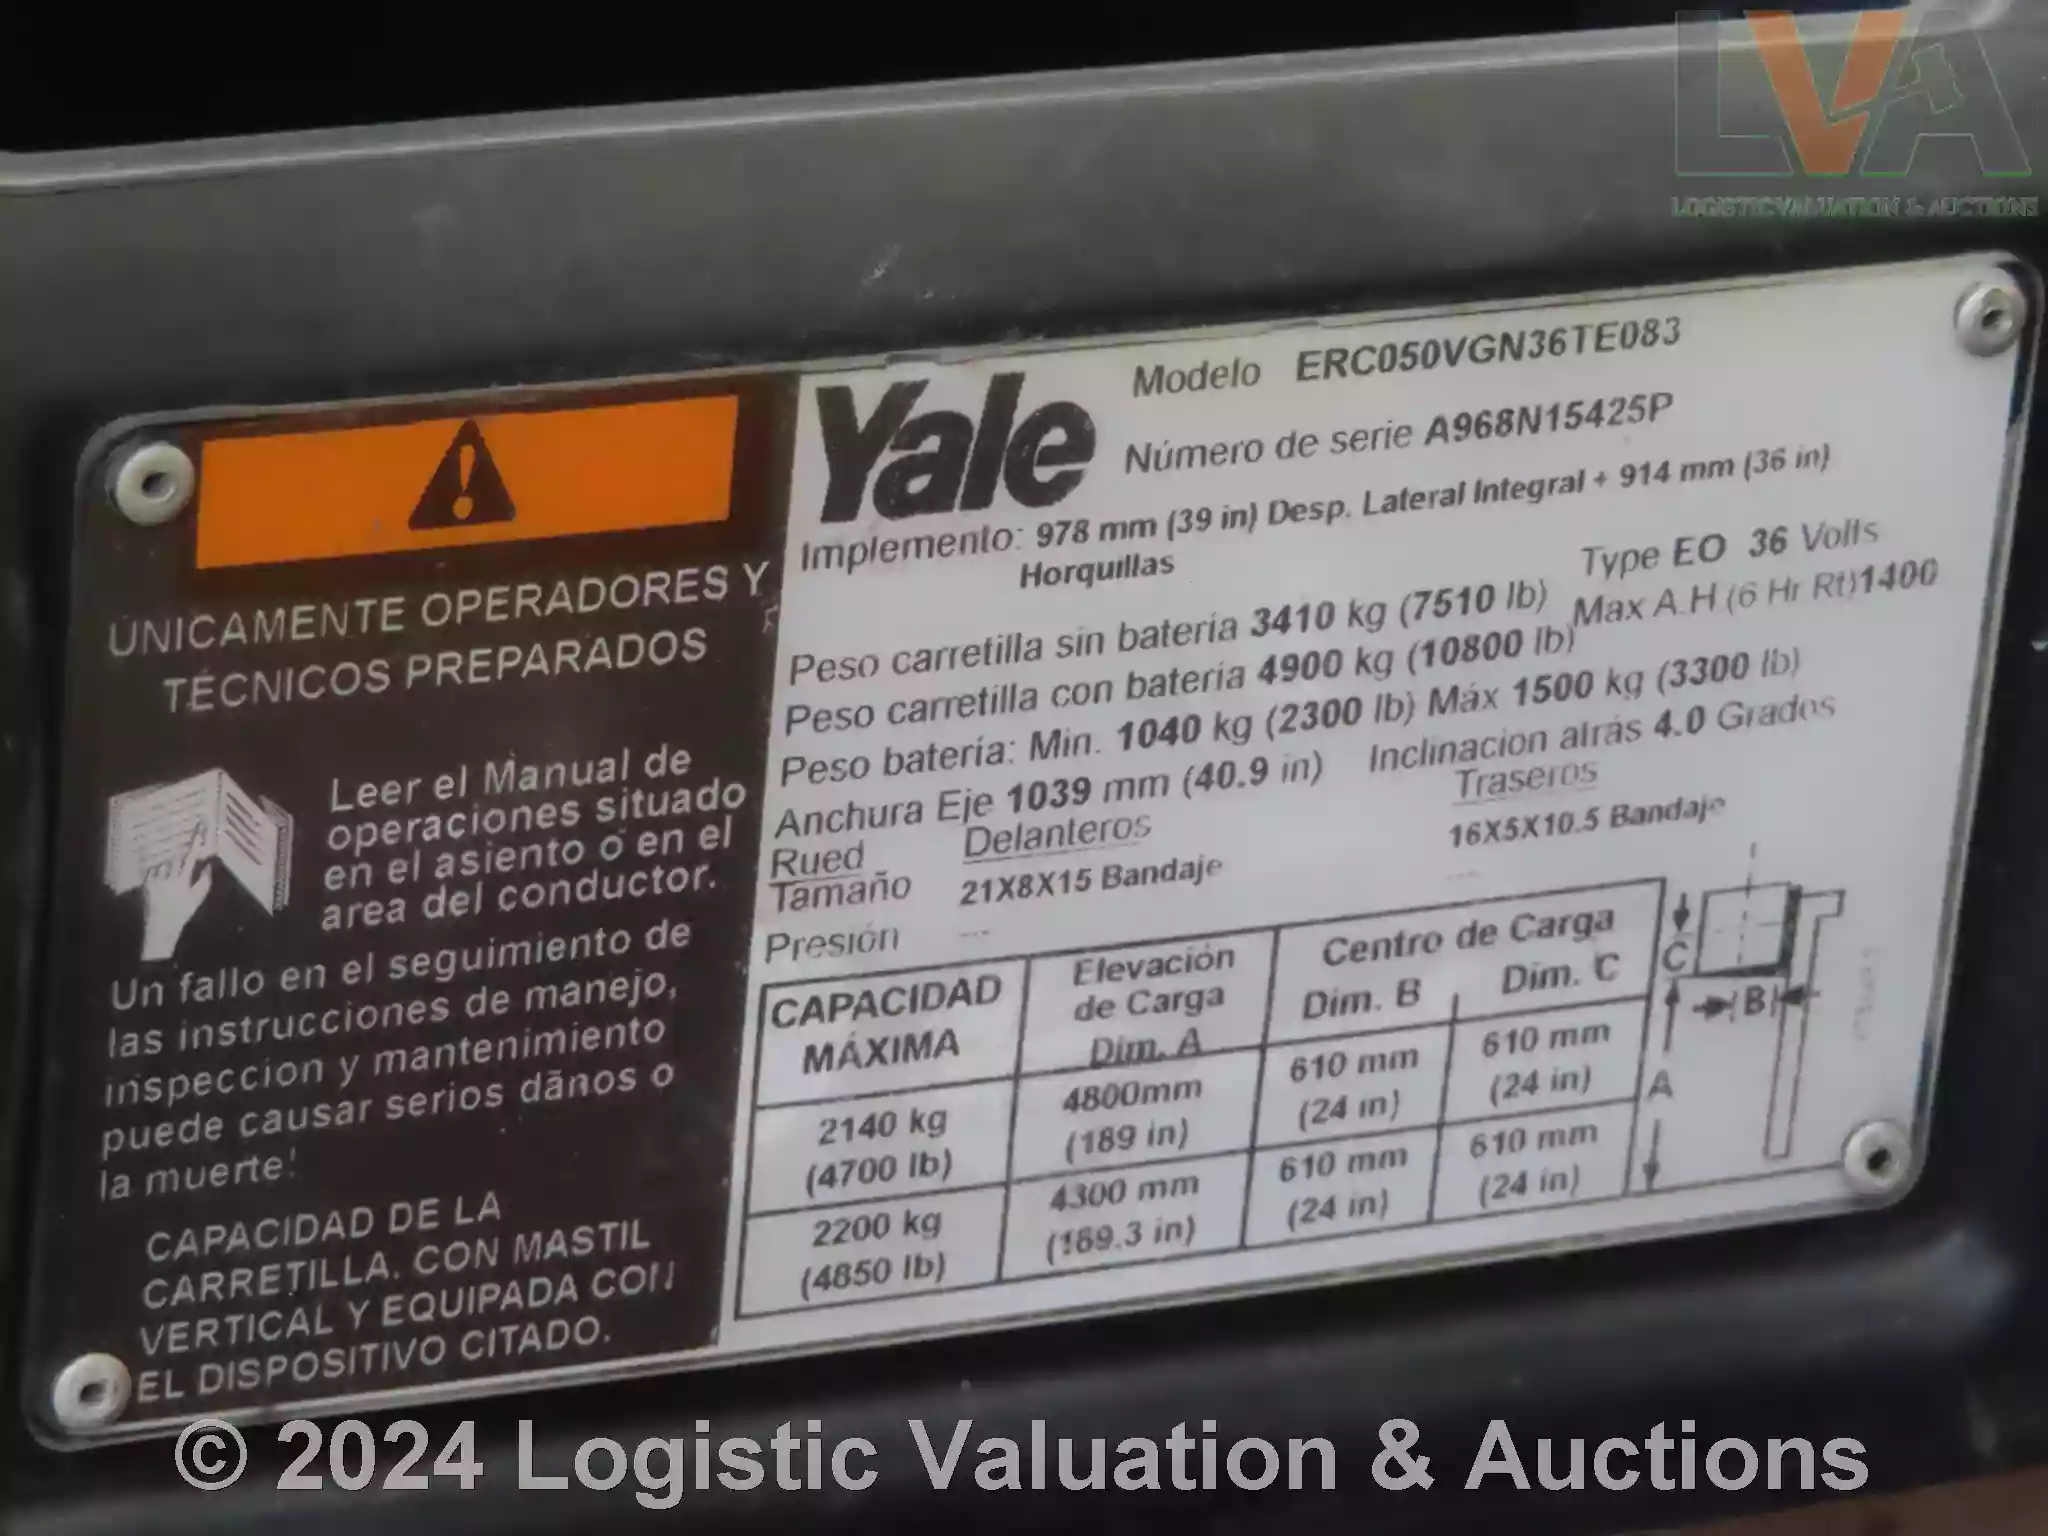 LVA
LOGISTIC VALUATION & AUCTIONS
ÚNICAMENTE OPERADORES Y
TÉCNICOS PREPARADOS
Leer el Manual de
operaciones situado
en el asiento o en el
area del conductor.
Un fallo en el seguimiento de
las instrucciones de manejo,
inspeccion y mantenimiento
puede causar serios dãnos o
la muerte!
CAPACIDAD DE LA
CARRETILLA. CON MASTIL
VERTICAL Y EQUIPADA CON
EL DISPOSITIVO CITADO.
Yale
Modelo ERC050VGN36TE083
Número de serie A968N15425P
Implemento: 978 mm (39 in) Desp. Lateral Integral + 914 mm (36 in)
Horquillas
Type EO 36 Volts
Peso carretilla sin batería 3410 kg (7510 lb) Max A.H (6 Hr Rt) 1400
Peso carretilla con batería 4900 kg (10800 lb)
Peso batería: Min. 1040 kg (2300 lb) Máx 1500 kg (3300 lb)
Anchura Eje 1039 mm (40.9 in) Inclinacion atrás 4.0 Grados
Rued Delanteros Traseros
Tamaño 21X8X15 Bandaje 16X5X10.5 Bandaje
Presión --- ---
CAPACIDAD MÁXIMA Elevación de Carga Dim. A Centro de Carga Dim. B Dim. C
2140 kg 4800mm 610 mm 610 mm
(4700 lb) (189 in) (24 in) (24 in)
2200 kg 4300 mm 610 mm 610 mm
(4850 lb) (169.3 in) (24 in) (24 in)
C
B
A
© 2024 Logistic Valuation & Auctions